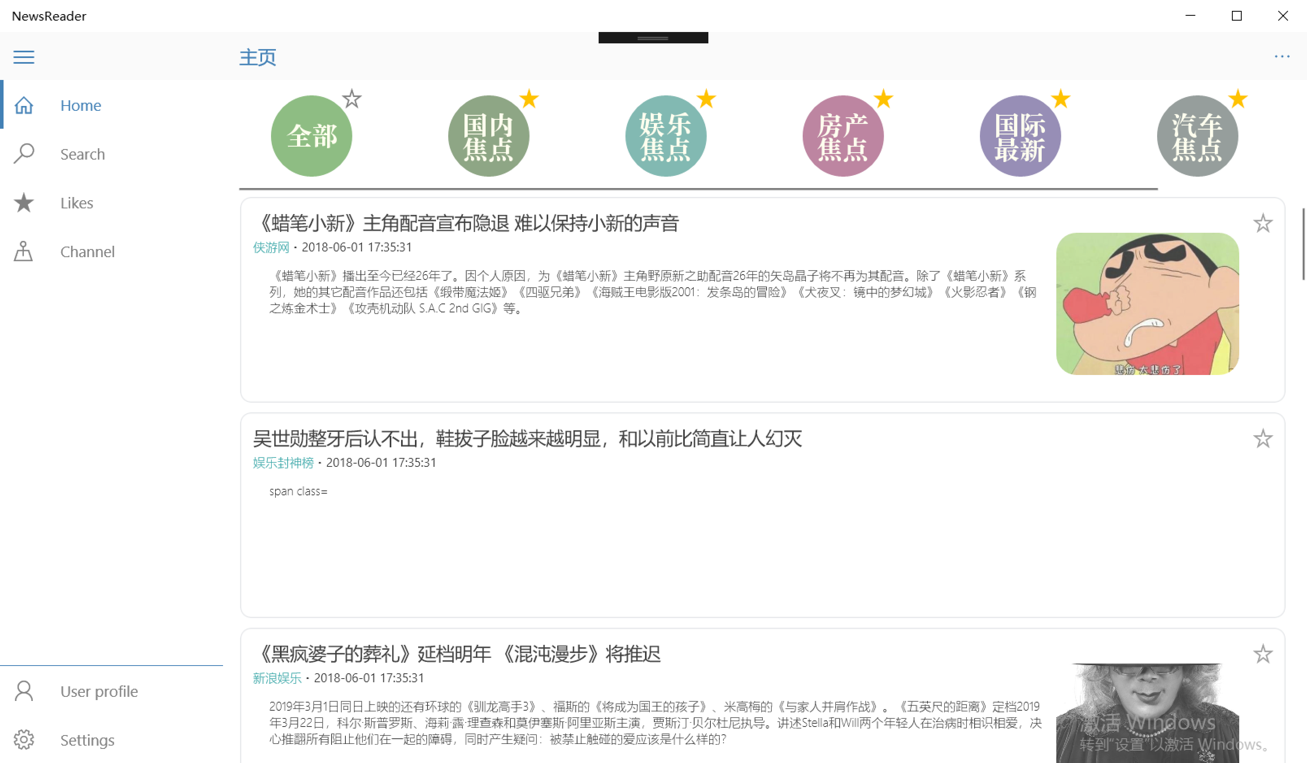 NewsReader
主页
···
Home
Search
Likes
Channel
User profile
Settings
全部
国内
焦点
娱乐
焦点
房产
焦点
国际
最新
汽车
焦点
《蜡笔小新》主角配音宣布隐退 难以保持小新的声音
侠游网 · 2018-06-01 17:35:31
《蜡笔小新》播出至今已经26年了。因个人原因，为《蜡笔小新》主角野原新之助配音26年的矢岛晶子将不再为其配音。除了《蜡笔小新》系
列，她的其它配音作品还包括《缎带魔法姬》《四驱兄弟》《海贼王电影版2001：发条岛的冒险》《犬夜叉：镜中的梦幻城》《火影忍者》《钢
之炼金术士》《攻壳机动队 S.A.C 2nd GIG》等。
吴世勋整牙后认不出，鞋拔子脸越来越明显，和以前比简直让人幻灭
娱乐封神榜 · 2018-06-01 17:35:31
span class=
《黑疯婆子的葬礼》延档明年 《混沌漫步》将推迟
新浪娱乐 · 2018-06-01 17:35:31
2019年3月1日同日上映的还有环球的《驯龙高手3》、福斯的《将成为国王的孩子》、米高梅的《与家人并肩作战》。《五英尺的距离》定档2019
年3月22日，科尔·斯普罗斯、海莉·露·理查森和莫伊塞斯·阿里亚斯主演，贾斯汀·贝尔杜尼执导。讲述Stella和Will两个年轻人在治病时相识相爱，决
心推翻所有阻止他们在一起的障碍，同时产生疑问：被禁止触碰的爱应该是什么样的？
激活 Windows
转到"设置"以激活 Windows。